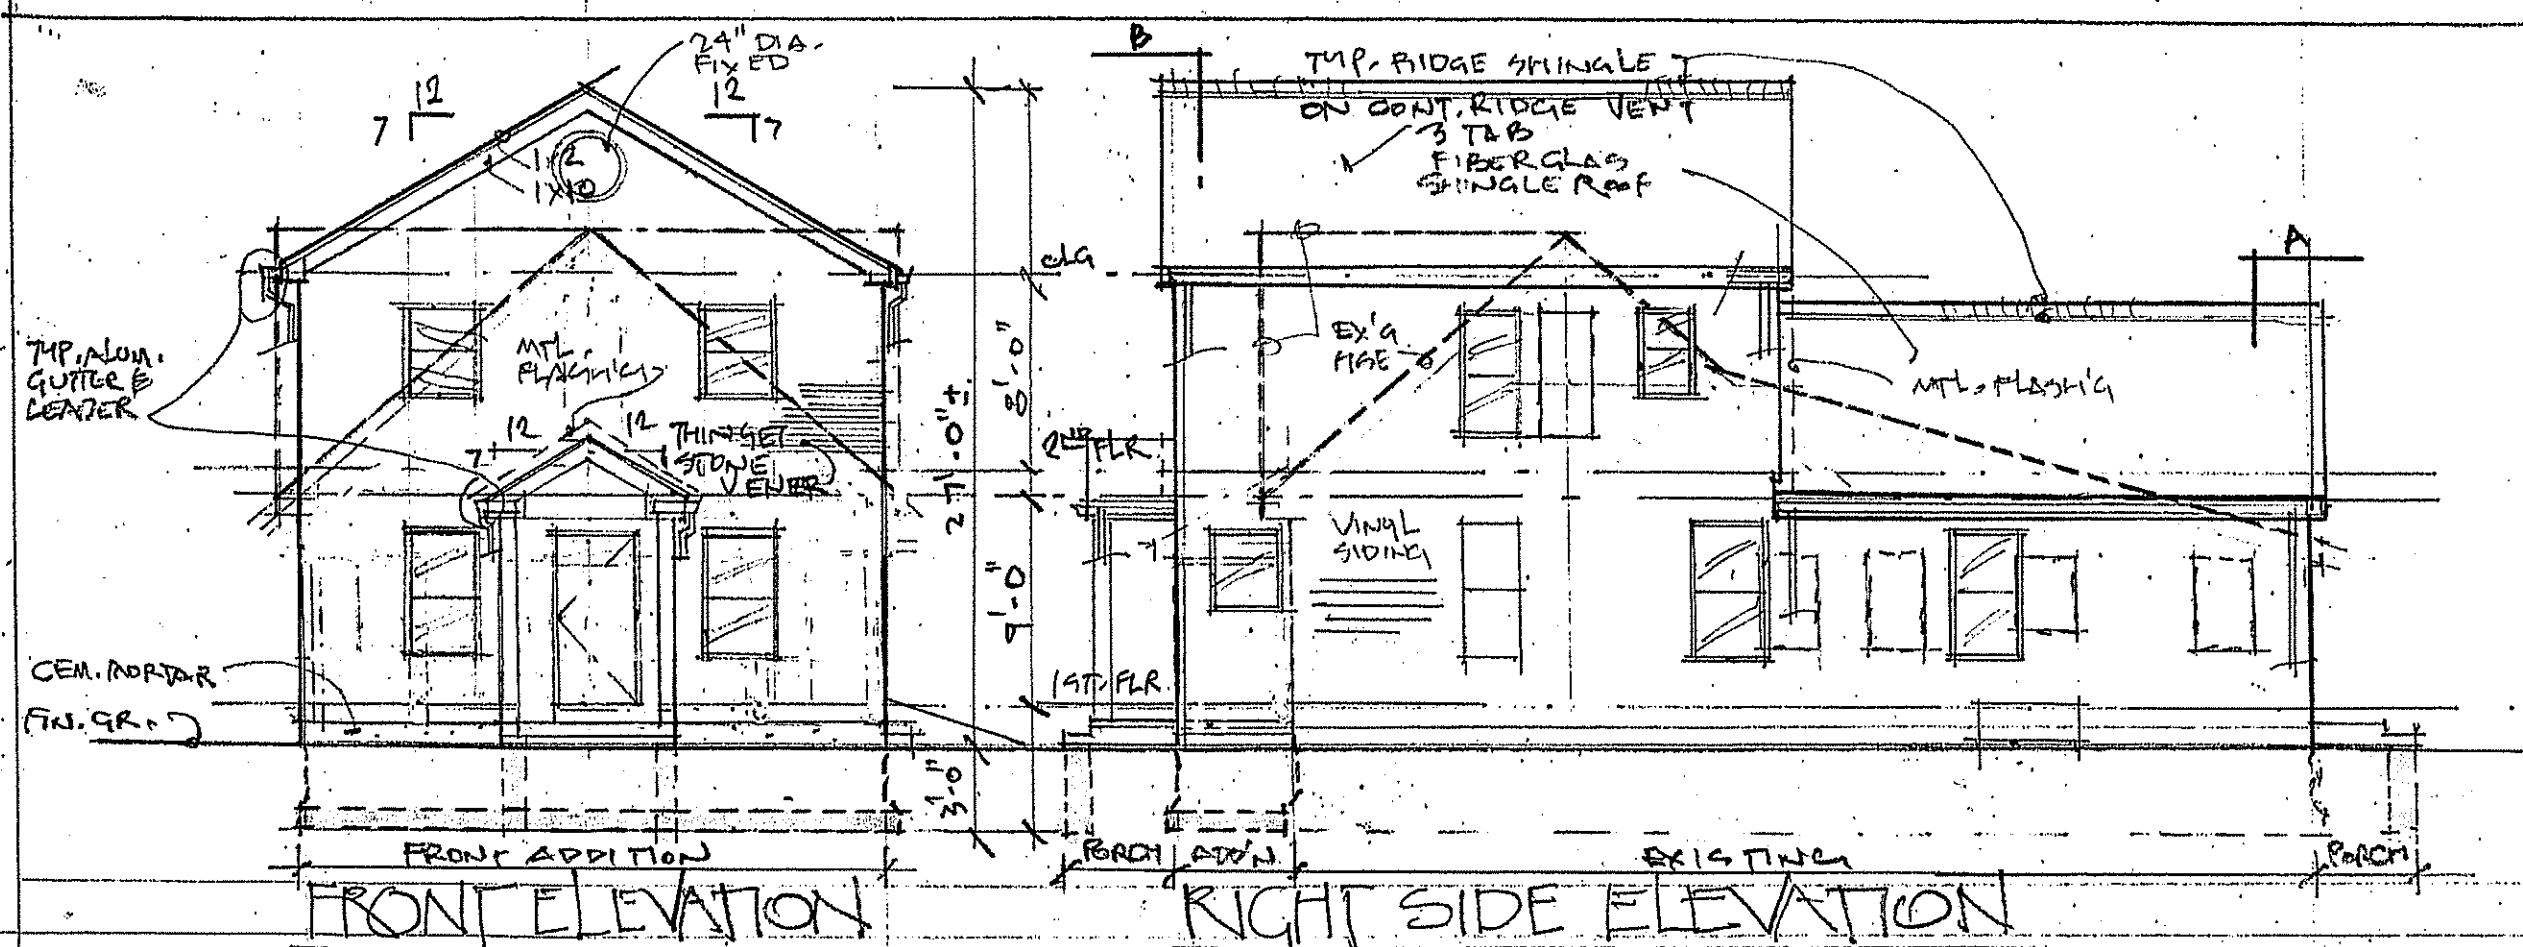 24" DIA.
FIXED
12
7
12
7
1x2
1x10
TYP. ALUM.
GUTTER &
LEADER
MTL.
FLASH'G
12
7
12
7
THINSET
STONE
VENEER
CEM. MORTAR
FIN. GR.
27'-0"±
8'-0"
9'-0"
3'-0"
FRONT ADDITION
FRONT ELEVATION
B
TYP. RIDGE SHINGLE
ON CONT. RIDGE VENT
3 TAB
FIBERGLAS
SHINGLE ROOF
A
CLG
EX'G
HSE
MTL. FLASH'G
2ND FLR
VINYL
SIDING
1ST. FLR
PORCH
ADD'N
EXISTING
PORCH
RIGHT SIDE ELEVATION